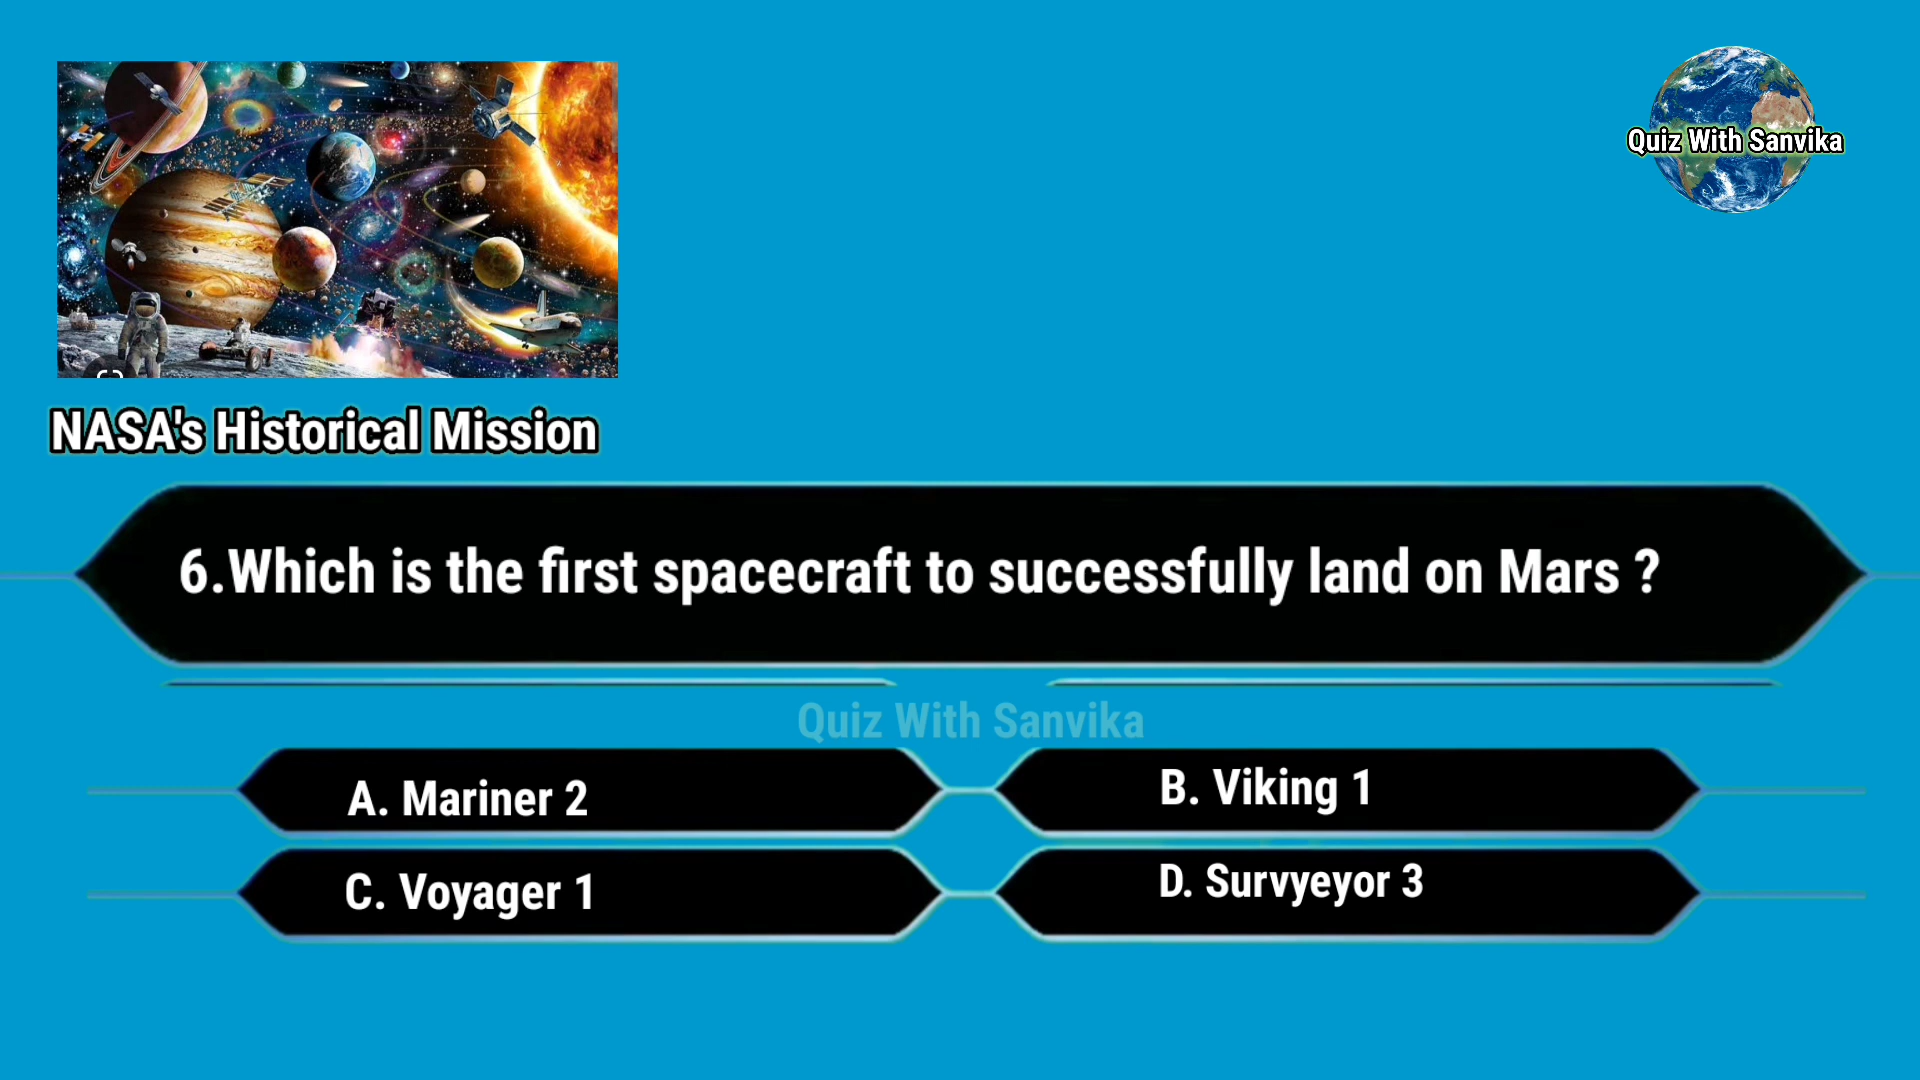 Quiz With Sanvika
NASA's Historical Mission
6.Which is the first spacecraft to successfully land on Mars ?
Quiz With Sanvika
A. Mariner 2
B. Viking 1
C. Voyager 1
D. Survyeyor 3